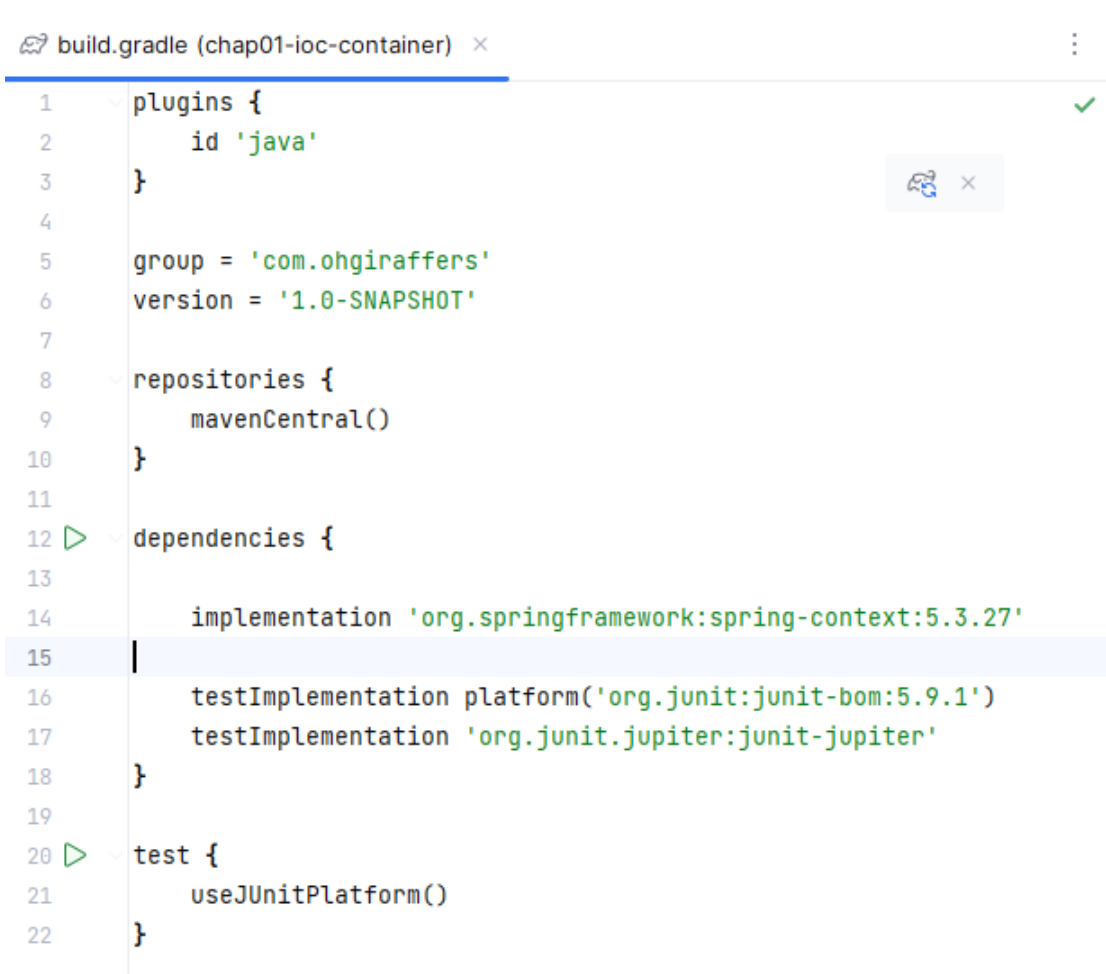 build.gradle (chap01-ioc-container)
1 plugins {
2     id 'java'
3 }
4
5 group = 'com.ohgiraffers'
6 version = '1.0-SNAPSHOT'
7
8 repositories {
9     mavenCentral()
10 }
11
12 dependencies {
13
14     implementation 'org.springframework:spring-context:5.3.27'
15
16     testImplementation platform('org.junit:junit-bom:5.9.1')
17     testImplementation 'org.junit.jupiter:junit-jupiter'
18 }
19
20 test {
21     useJUnitPlatform()
22 }